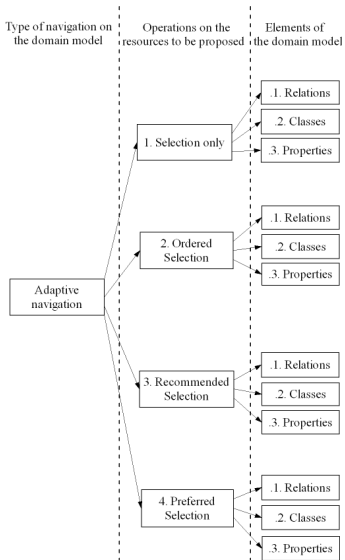 Type of navigation on
the domain model
Operations on the
resources to be proposed
Elements of
the domain model
Adaptive
navigation
1. Selection only
.1. Relations
.2. Classes
.3. Properties
2. Ordered
Selection
.1. Relations
.2. Classes
.3. Properties
3. Recommended
Selection
.1. Relations
.2. Classes
.3. Properties
4. Preferred
Selection
.1. Relations
.2. Classes
.3. Properties